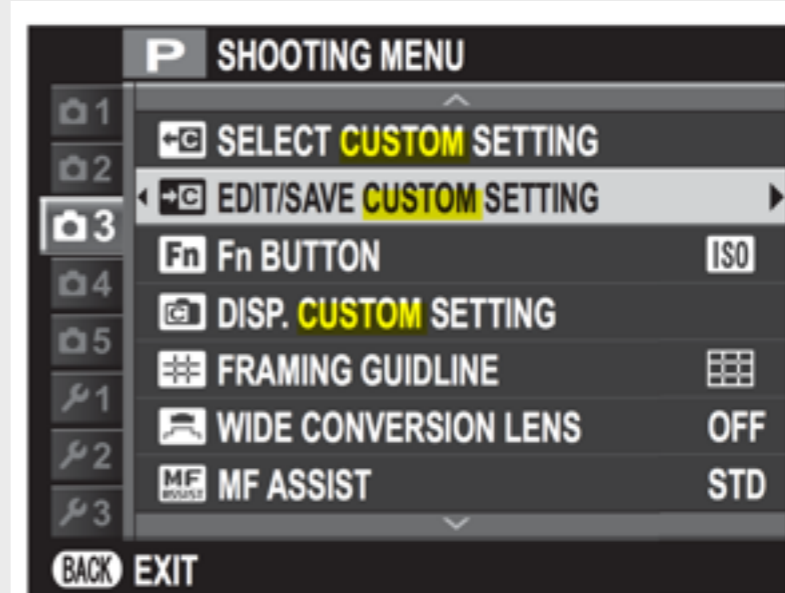 P SHOOTING MENU
1
2
3
4
5
1
2
3
C SELECT CUSTOM SETTING
C EDIT/SAVE CUSTOM SETTING
Fn Fn BUTTON ISO
C DISP. CUSTOM SETTING
FRAMING GUIDLINE
WIDE CONVERSION LENS OFF
MF ASSIST MF ASSIST STD
BACK EXIT